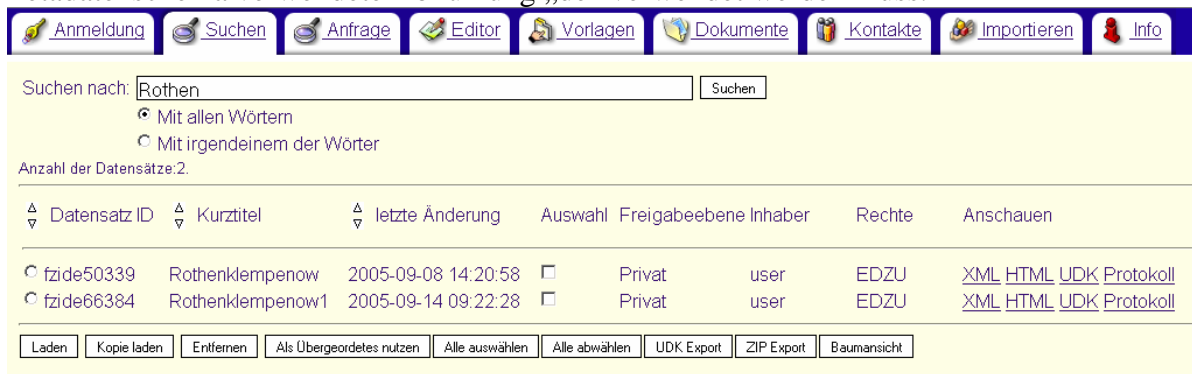 Anmeldung Suchen Anfrage Editor Vorlagen Dokumente Kontakte Importieren Info
Suchen nach: Rothen Suchen
Mit allen Wörtern
Mit irgendeinem der Wörter
Anzahl der Datensätze:2.
Datensatz ID Kurztitel letzte Änderung Auswahl Freigabeebene Inhaber Rechte Anschauen
fzide50339 Rothenklempenow 2005-09-08 14:20:58 Privat user EDZU XML HTML UDK Protokoll
fzide66384 Rothenklempenow1 2005-09-14 09:22:28 Privat user EDZU XML HTML UDK Protokoll
Laden Kopie laden Entfernen Als Übergeordetes nutzen Alle auswählen Alle abwählen UDK Export ZIP Export Baumansicht